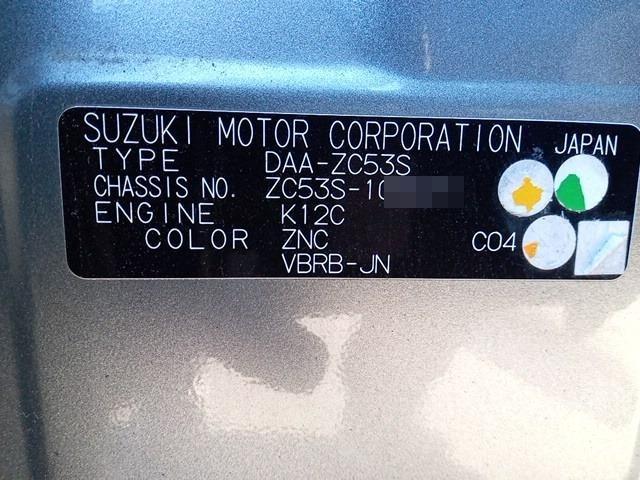 SUZUKI MOTOR CORPORATION JAPAN
TYPE DAA-ZC53S
CHASSIS NO. ZC53S-10
ENGINE K12C
COLOR ZNC C04
VBRB-JN